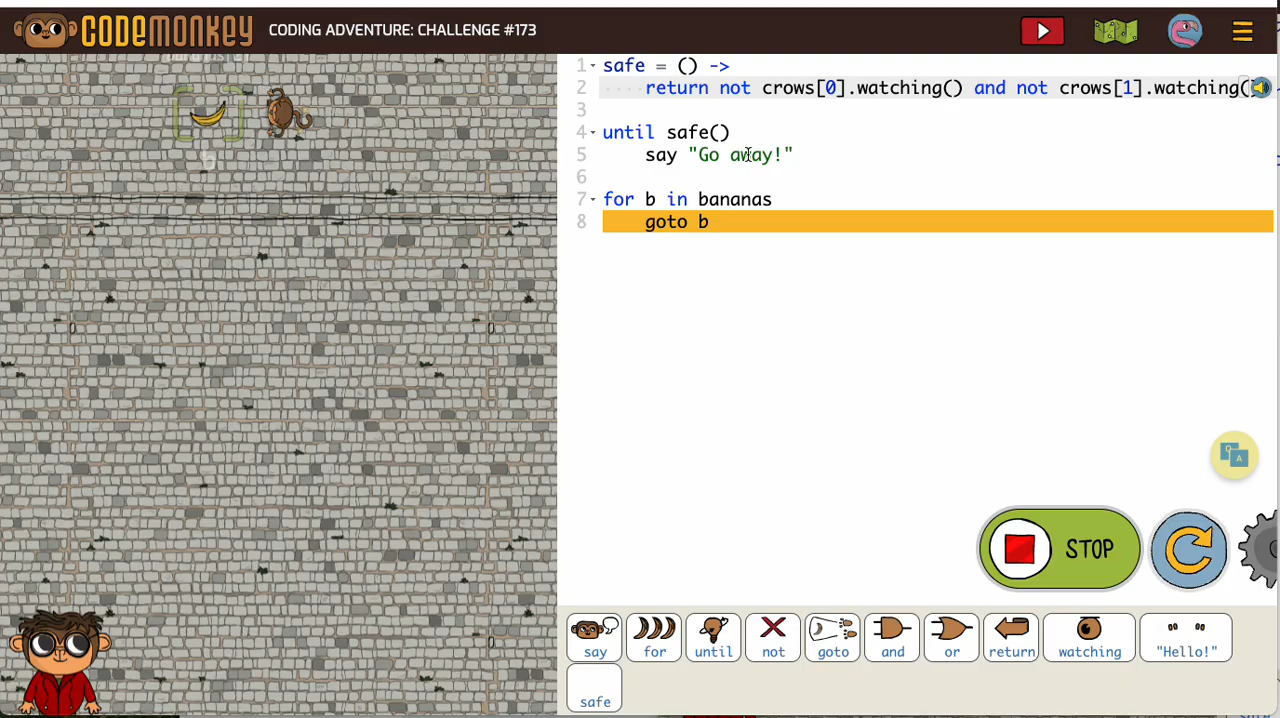 CODEMONKEY CODING ADVENTURE: CHALLENGE #173
1 safe = () ->
2 return not crows[0].watching() and not crows[1].watching(
3
4 until safe()
5 say "Go away!"
6
7 for b in bananas
8 goto b
b
STOP
say for until not goto and or return watching "Hello!"
safe